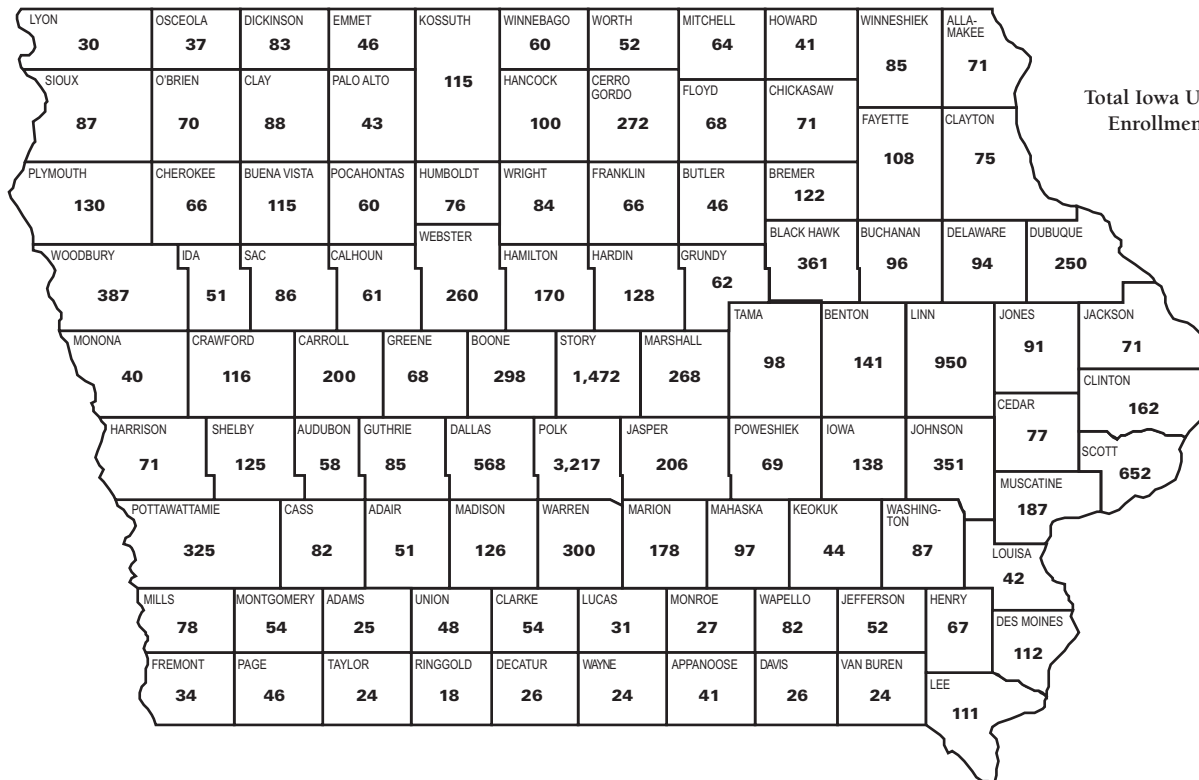 LYON
30
OSCEOLA
37
DICKINSON
83
EMMET
46
KOSSUTH
115
WINNEBAGO
60
WORTH
52
MITCHELL
64
HOWARD
41
WINNESHIEK
85
ALLA-
MAKEE
71
Total Iowa U
Enrollmen
SIOUX
87
O'BRIEN
70
CLAY
88
PALO ALTO
43
HANCOCK
100
CERRO
GORDO
272
FLOYD
68
CHICKASAW
71
FAYETTE
108
CLAYTON
75
PLYMOUTH
130
CHEROKEE
66
BUENA VISTA
115
POCAHONTAS
60
HUMBOLDT
76
WRIGHT
84
FRANKLIN
66
BUTLER
46
BREMER
122
WOODBURY
387
IDA
51
SAC
86
CALHOUN
61
WEBSTER
260
HAMILTON
170
HARDIN
128
GRUNDY
62
BLACK HAWK
361
BUCHANAN
96
DELAWARE
94
DUBUQUE
250
MONONA
40
CRAWFORD
116
CARROLL
200
GREENE
68
BOONE
298
STORY
1,472
MARSHALL
268
TAMA
98
BENTON
141
LINN
950
JONES
91
JACKSON
71
CLINTON
162
HARRISON
71
SHELBY
125
AUDUBON
58
GUTHRIE
85
DALLAS
568
POLK
3,217
JASPER
206
POWESHIEK
69
IOWA
138
JOHNSON
351
CEDAR
77
SCOTT
652
MUSCATINE
187
POTTAWATTAMIE
325
CASS
82
ADAIR
51
MADISON
126
WARREN
300
MARION
178
MAHASKA
97
KEOKUK
44
WASHING-
TON
87
LOUISA
42
MILLS
78
MONTGOMERY
54
ADAMS
25
UNION
48
CLARKE
54
LUCAS
31
MONROE
27
WAPELLO
82
JEFFERSON
52
HENRY
67
DES MOINES
112
FREMONT
34
PAGE
46
TAYLOR
24
RINGGOLD
18
DECATUR
26
WAYNE
24
APPANOOSE
41
DAVIS
26
VAN BUREN
24
LEE
111